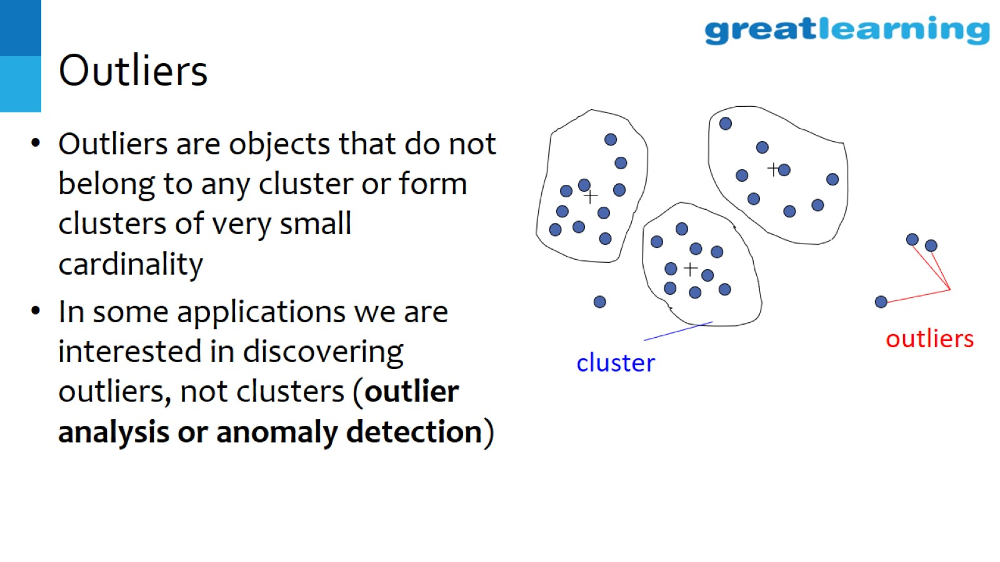 greatlearning
Outliers
• Outliers are objects that do not
belong to any cluster or form
clusters of very small
cardinality
• In some applications we are
interested in discovering
outliers, not clusters (outlier
analysis or anomaly detection)
cluster
outliers